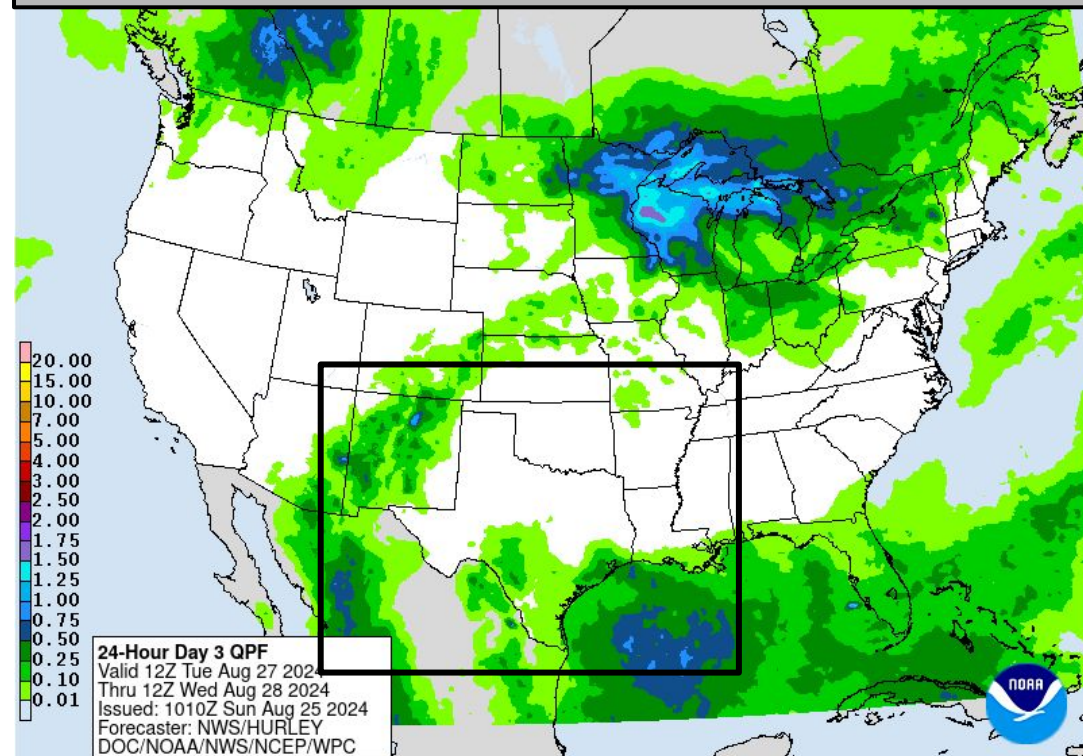 20.00
15.00
10.00
7.00
5.00
4.00
3.00
2.50
2.00
1.75
1.50
1.25
1.00
0.75
0.50
0.25
0.10
0.01
24-Hour Day 3 QPF
Valid 12Z Tue Aug 27 2024
Thru 12Z Wed Aug 28 2024
Issued: 1010Z Sun Aug 25 2024
Forecaster: NWS/HURLEY
DOC/NOAA/NWS/NCEP/WPC
NOAA